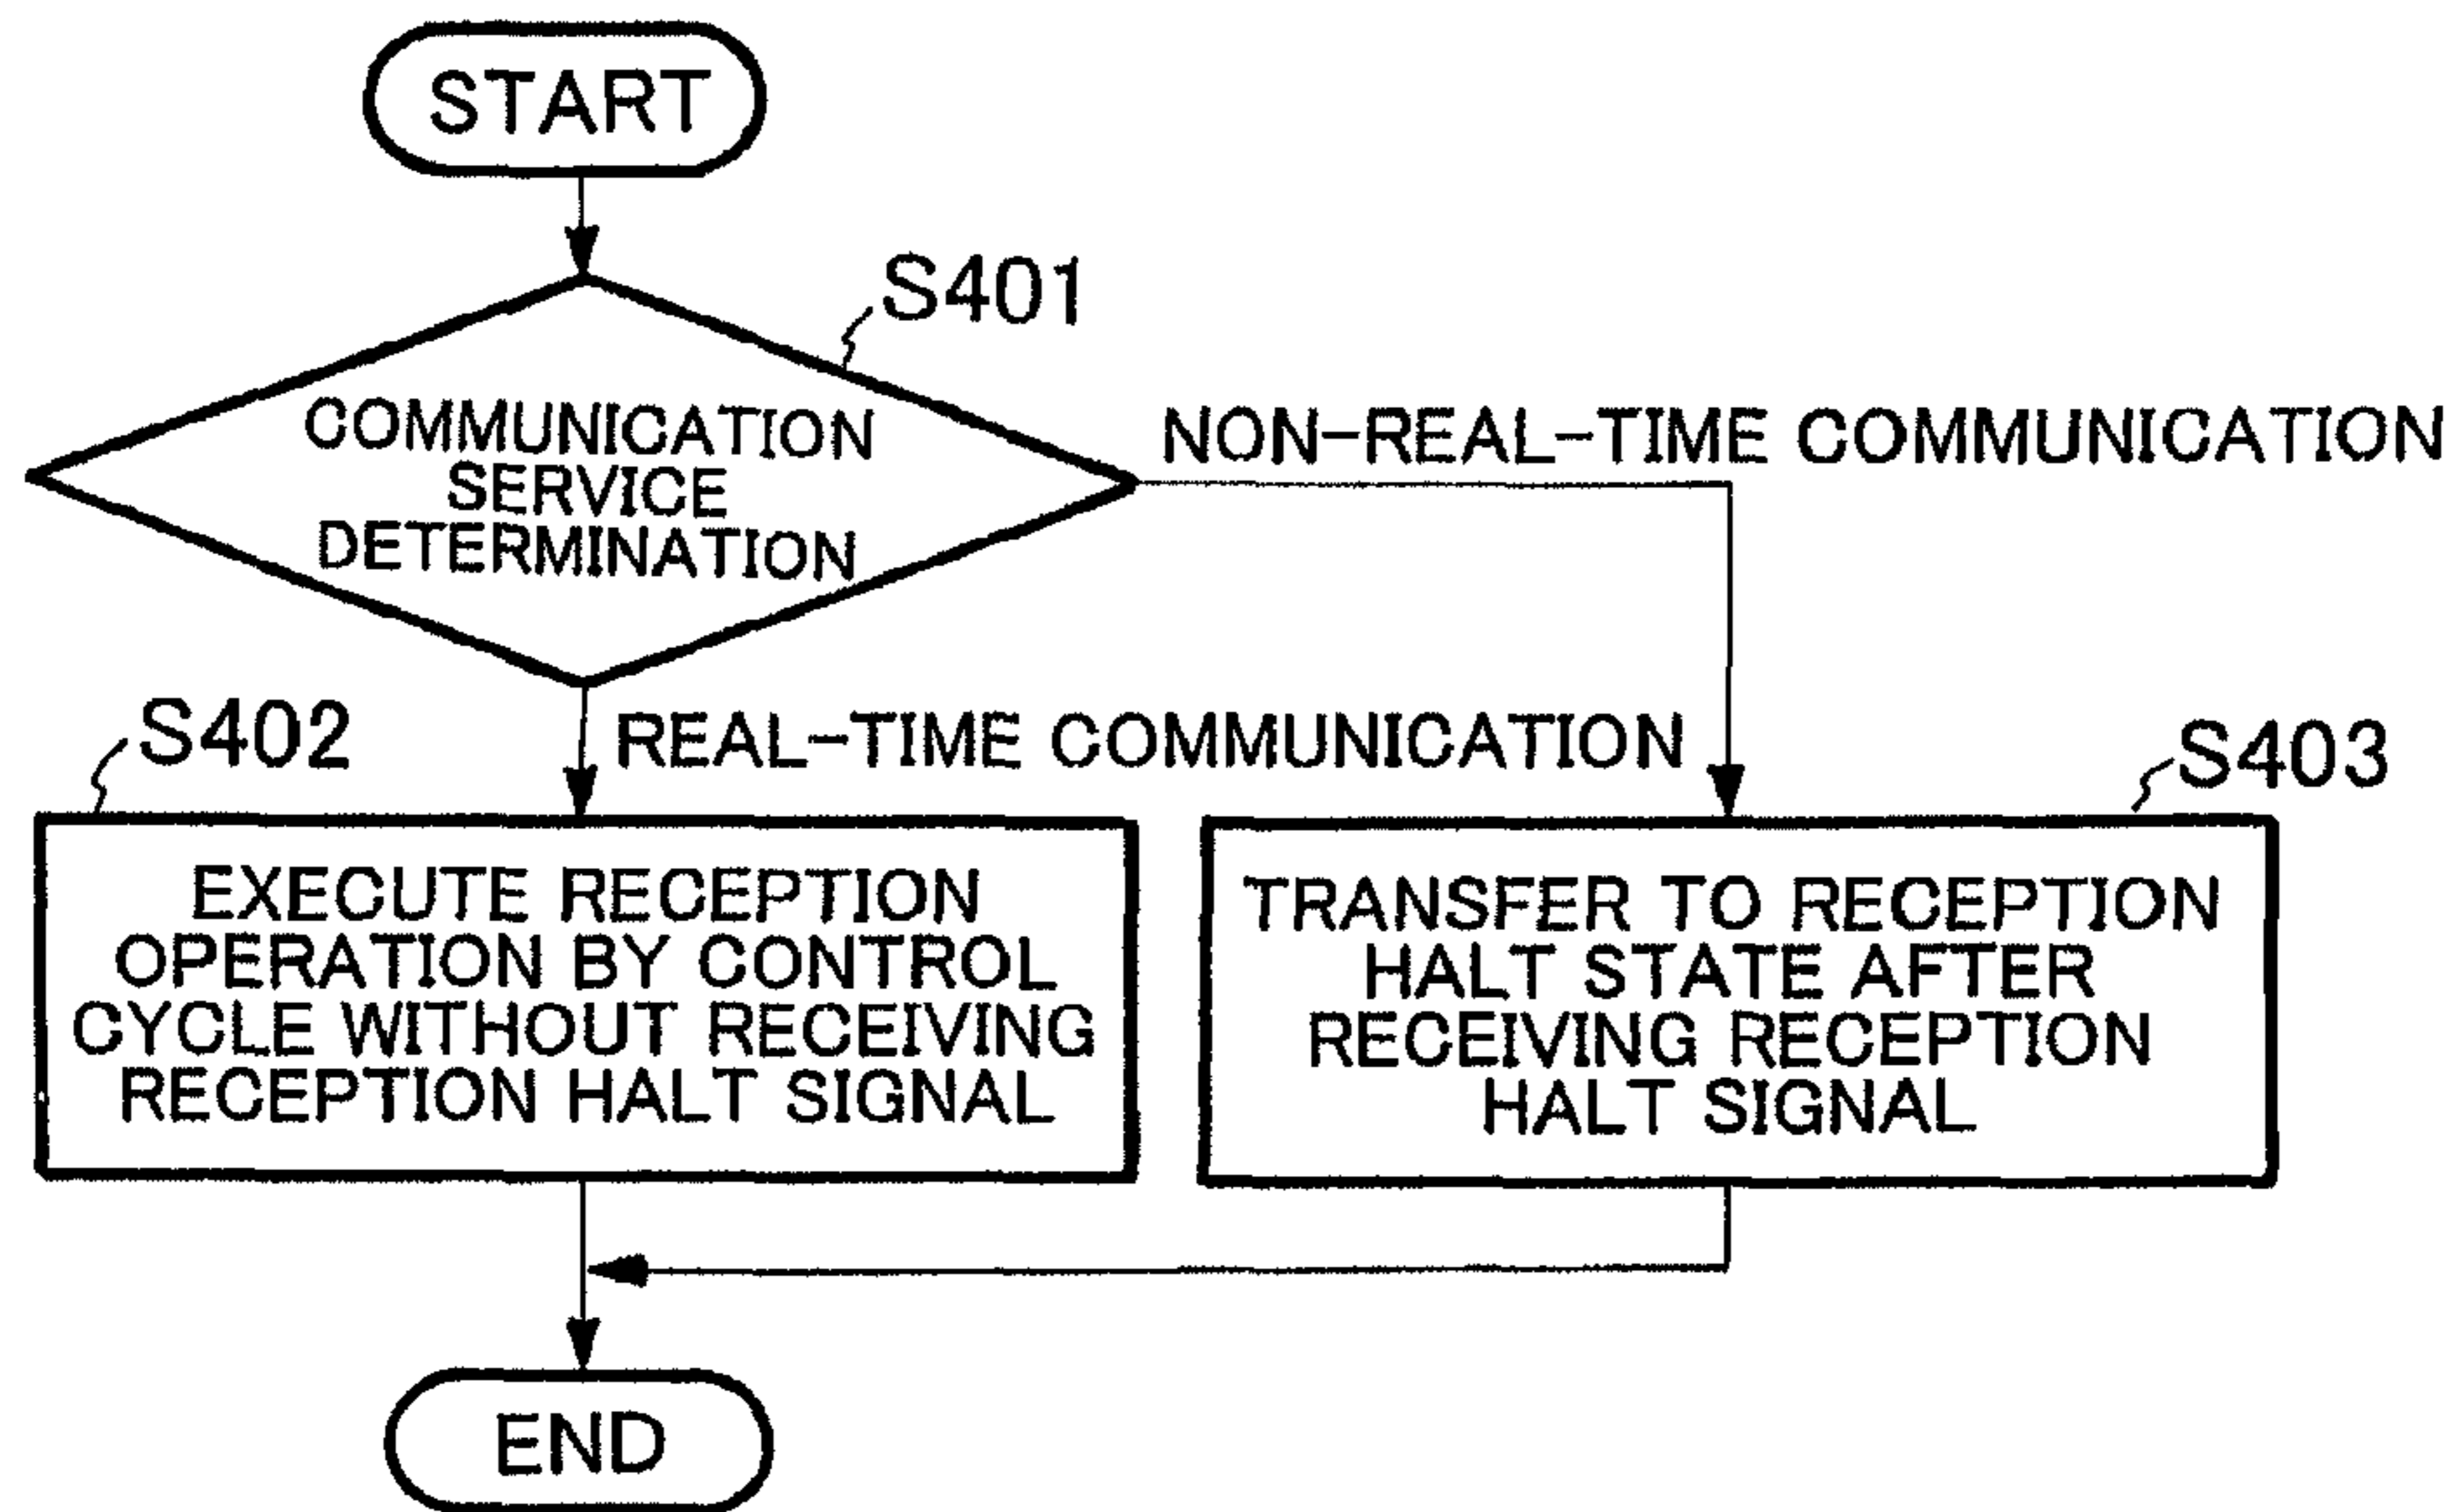 START
S401
COMMUNICATION
SERVICE
DETERMINATION
NON-REAL-TIME COMMUNICATION
REAL-TIME COMMUNICATION
S402
EXECUTE RECEPTION
OPERATION BY CONTROL
CYCLE WITHOUT RECEIVING
RECEPTION HALT SIGNAL
S403
TRANSFER TO RECEPTION
HALT STATE AFTER
RECEIVING RECEPTION
HALT SIGNAL
END